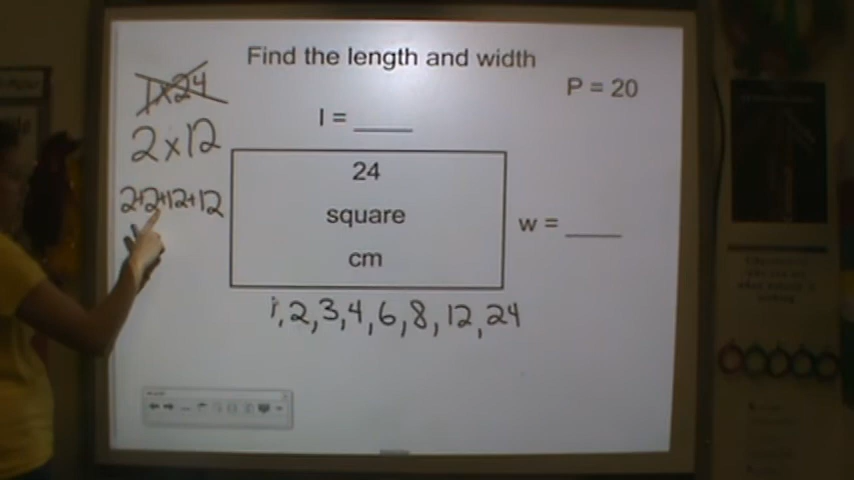 Find the length and width
P = 20
1x24
2x12
2+2+12+12
l = ____
24
square
cm
w = ____
1, 2, 3, 4, 6, 8, 12, 24